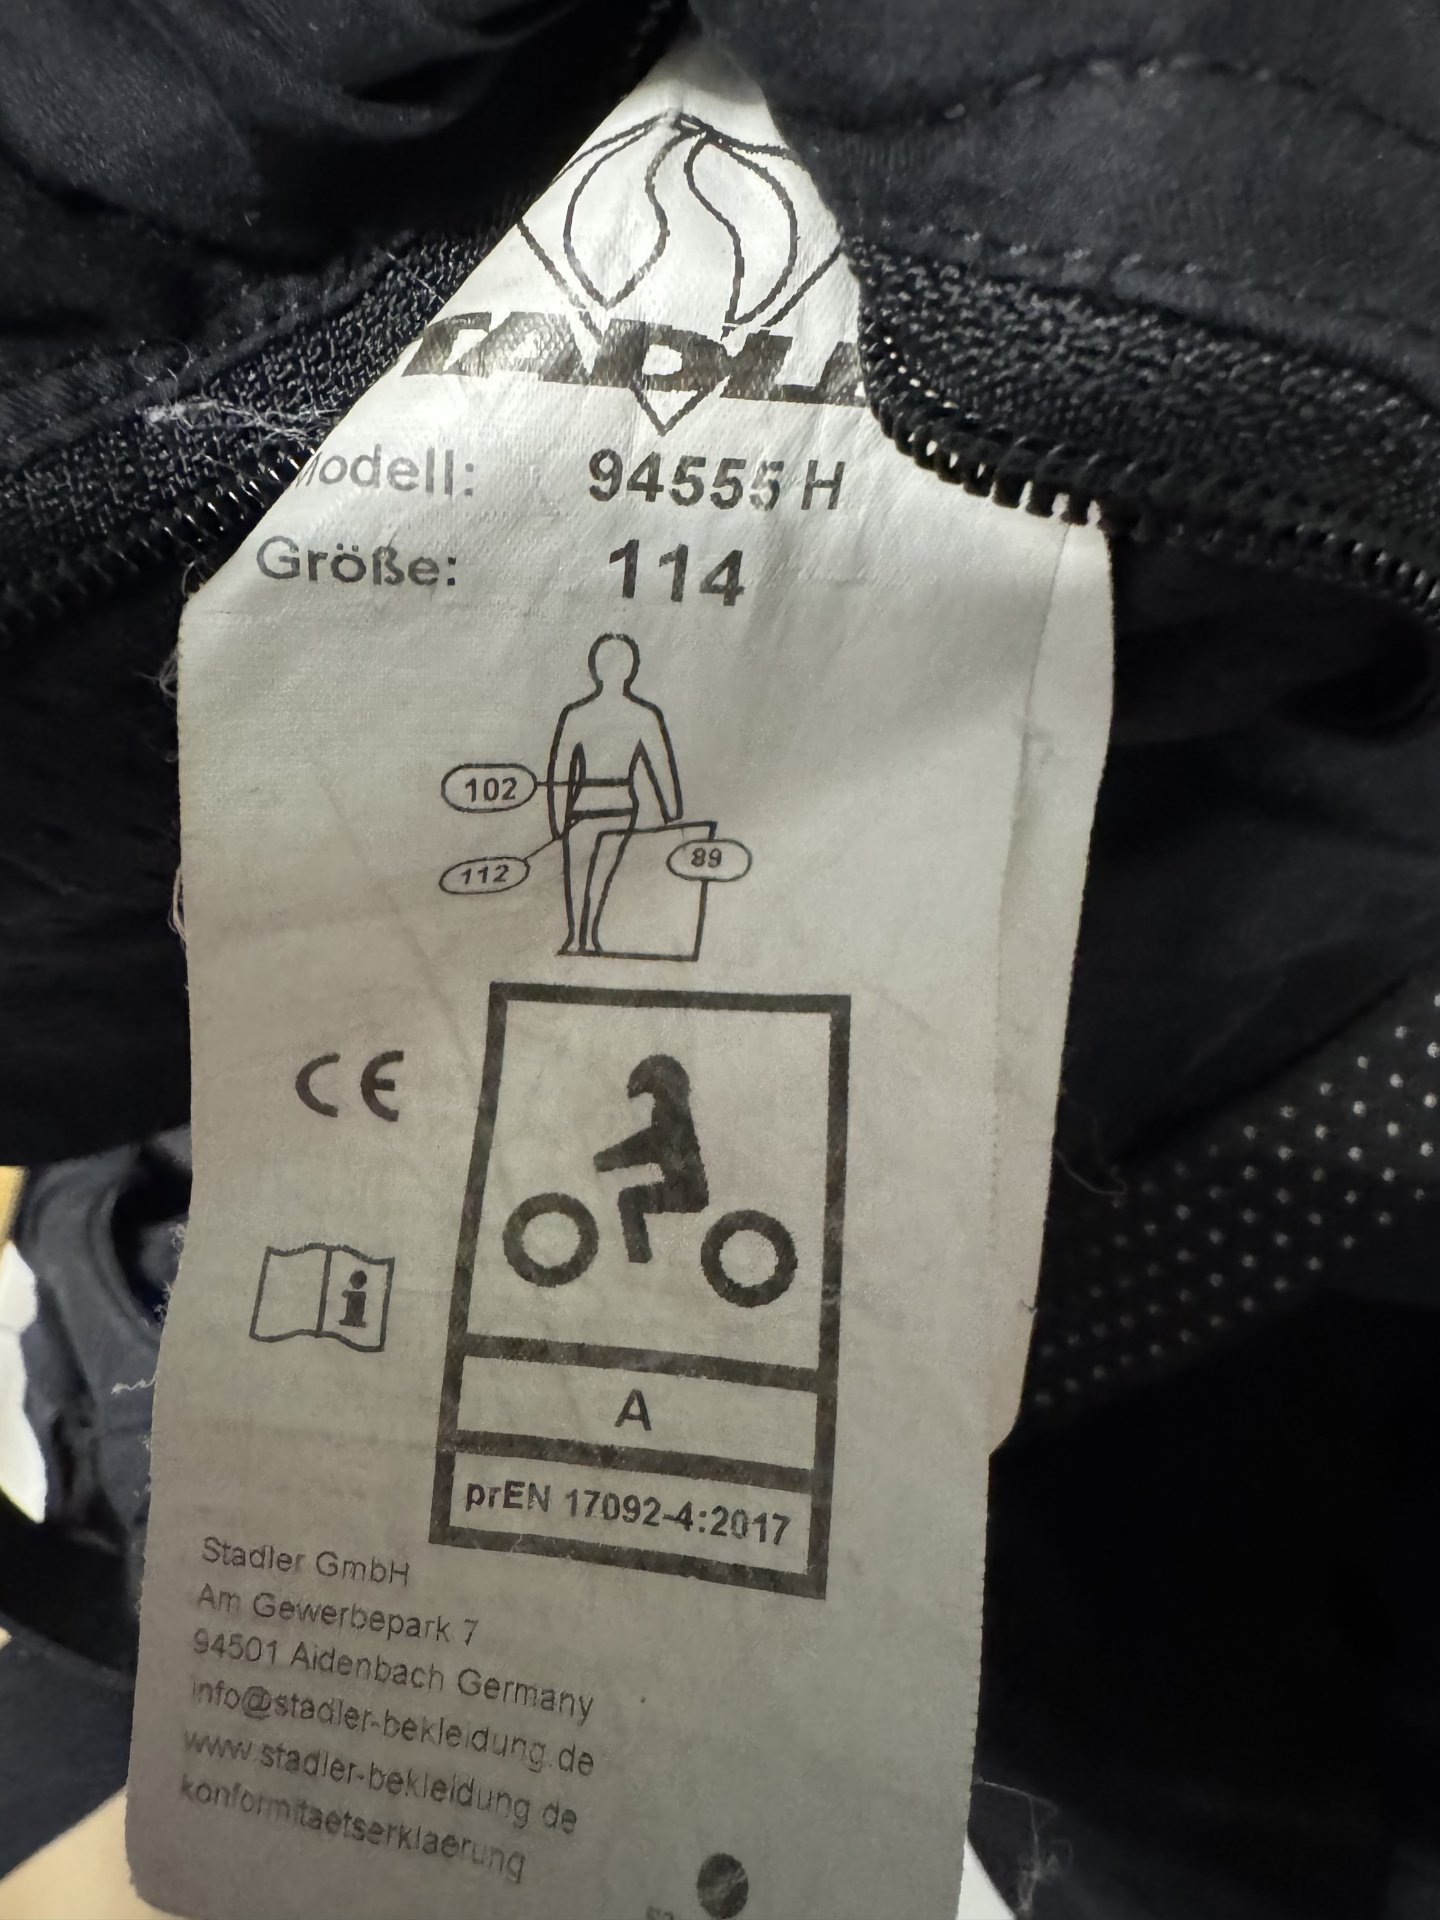 STADLER
Modell: 94555 H
Größe: 114
102
112
89
CE
i
A
prEN 17092-4:2017
Stadler GmbH
Am Gewerbepark 7
94501 Aidenbach Germany
info@stadler-bekleidung.de
www.stadler-bekleidung.de
konformitaetserklaerung